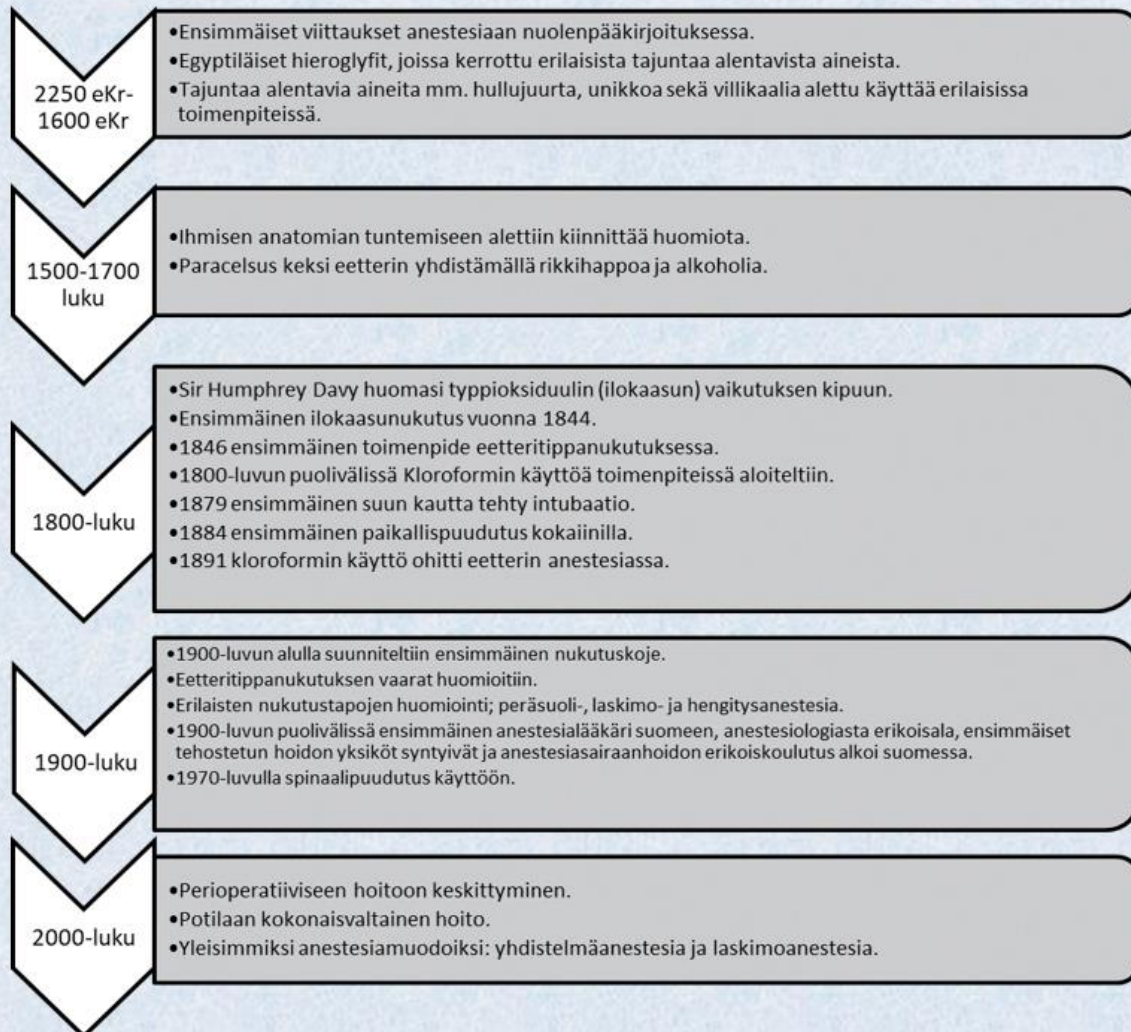 2250 eKr-
1600 eKr
•Ensimmäiset viittaukset anestesiaan nuolenpääkirjoituksessa.
•Egyptiläiset hieroglyfit, joissa kerrottu erilaisista tajuntaa alentavista aineista.
•Tajuntaa alentavia aineita mm. hullujuurta, unikkoa sekä villikaalia alettu käyttää erilaisissa
toimenpiteissä.
1500-1700
luku
•Ihmisen anatomian tuntemiseen alettiin kiinnittää huomiota.
•Paracelsus keksi eetterin yhdistämällä rikkihappoa ja alkoholia.
1800-luku
•Sir Humphrey Davy huomasi typpioksiduulin (ilokaasun) vaikutuksen kipuun.
•Ensimmäinen ilokaasunukutus vuonna 1844.
•1846 ensimmäinen toimenpide eetteritippanukutuksessa.
•1800-luvun puolivälissä Kloroformin käyttöä toimenpiteissä aloiteltiin.
•1879 ensimmäinen suun kautta tehty intubaatio.
•1884 ensimmäinen paikallispuudutus kokaiinilla.
•1891 kloroformin käyttö ohitti eetterin anestesiassa.
1900-luku
•1900-luvun alulla suunniteltiin ensimmäinen nukutuskoje.
•Eetteritippanukutuksen vaarat huomioitiin.
•Erilaisten nukutustapojen huomiointi; peräsuoli-, laskimo- ja hengitysanestesia.
•1900-luvun puolivälissä ensimmäinen anestesialääkäri suomeen, anestesiologiasta erikoisala, ensimmäiset
tehostetun hoidon yksiköt syntyivät ja anestesiasairaanhoidon erikoiskoulutus alkoi suomessa.
•1970-luvulla spinaalipuudutus käyttöön.
2000-luku
•Perioperatiiviseen hoitoon keskittyminen.
•Potilaan kokonaisvaltainen hoito.
•Yleisimmiksi anestesiamuodoiksi: yhdistelmäanestesia ja laskimoanestesia.